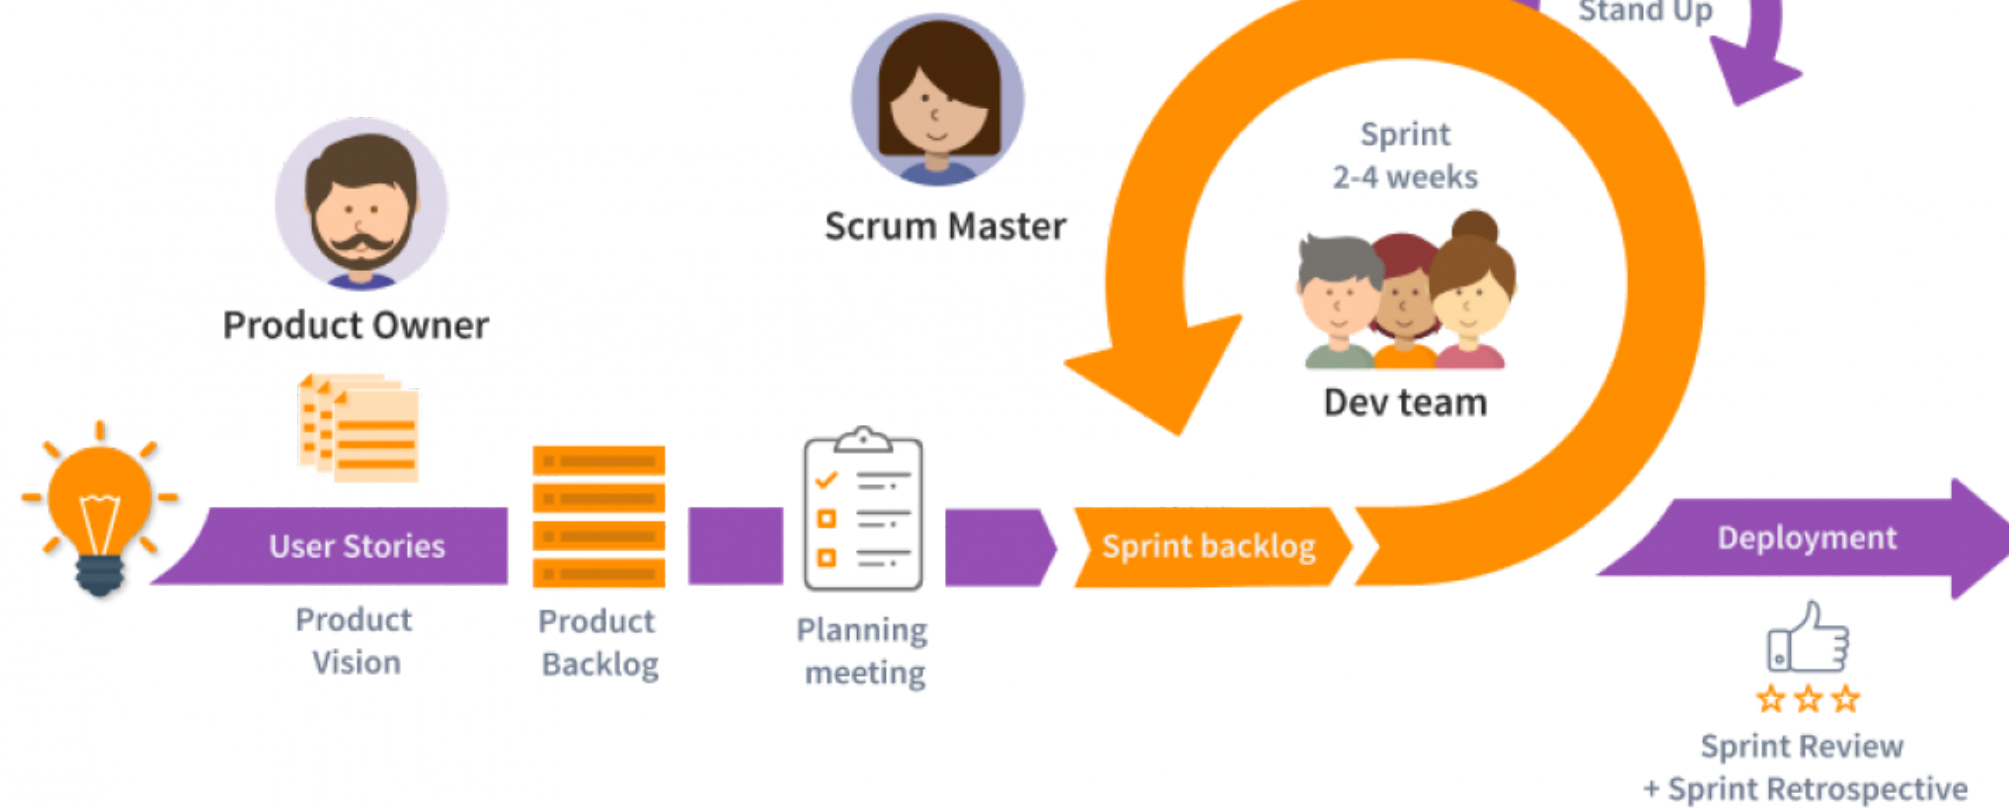 Stand Up
Sprint
2-4 weeks
Scrum Master
Product Owner
Dev team
User Stories
Sprint backlog
Deployment
Product
Vision
Product
Backlog
Planning
meeting
Sprint Review
+ Sprint Retrospective